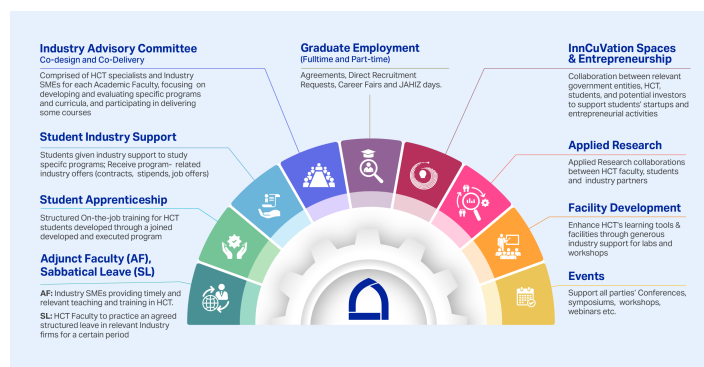 Industry Advisory Committee
Co-design and Co-Delivery
Comprised of HCT specialists and Industry
SMEs for each Academic Faculty, focusing on
developing and evaluating specific programs
and curricula, and participating in delivering
some courses
Student Industry Support
Students given industry support to study
specifc programs; Receive program- related
industry offers (contracts, stipends, job offers)
Student Apprenticeship
Structured On-the-job training for HCT
students developed through a joined
developed and executed program
Adjunct Faculty (AF),
Sabbatical Leave (SL)
AF: Industry SMEs providing timely and
relevant teaching and training in HCT.
SL: HCT Faculty to practice an agreed
structured leave in relevant Industry
firms for a certain period
Graduate Employment
(Fulltime and Part-time)
Agreements, Direct Recruitment
Requests, Career Fairs and JAHIZ days.
InnCuVation Spaces
& Entrepreneurship
Collaboration between relevant
government entities, HCT,
students, and potential investors
to support students' startups and
entrepreneurial activities
Applied Research
Applied Research collaborations
between HCT faculty, students
and industry partners
Facility Development
Enhance HCT's learning tools &
facilities through generous
industry support for labs and
workshops
Events
Support all parties' Conferences,
symposiums, workshops,
webinars etc.